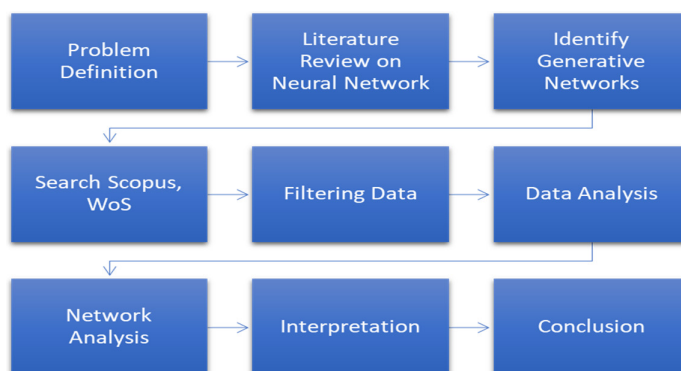 Problem
Definition
Literature
Review on
Neural Network
Identify
Generative
Networks
Search Scopus,
WoS
Filtering Data
Data Analysis
Network
Analysis
Interpretation
Conclusion